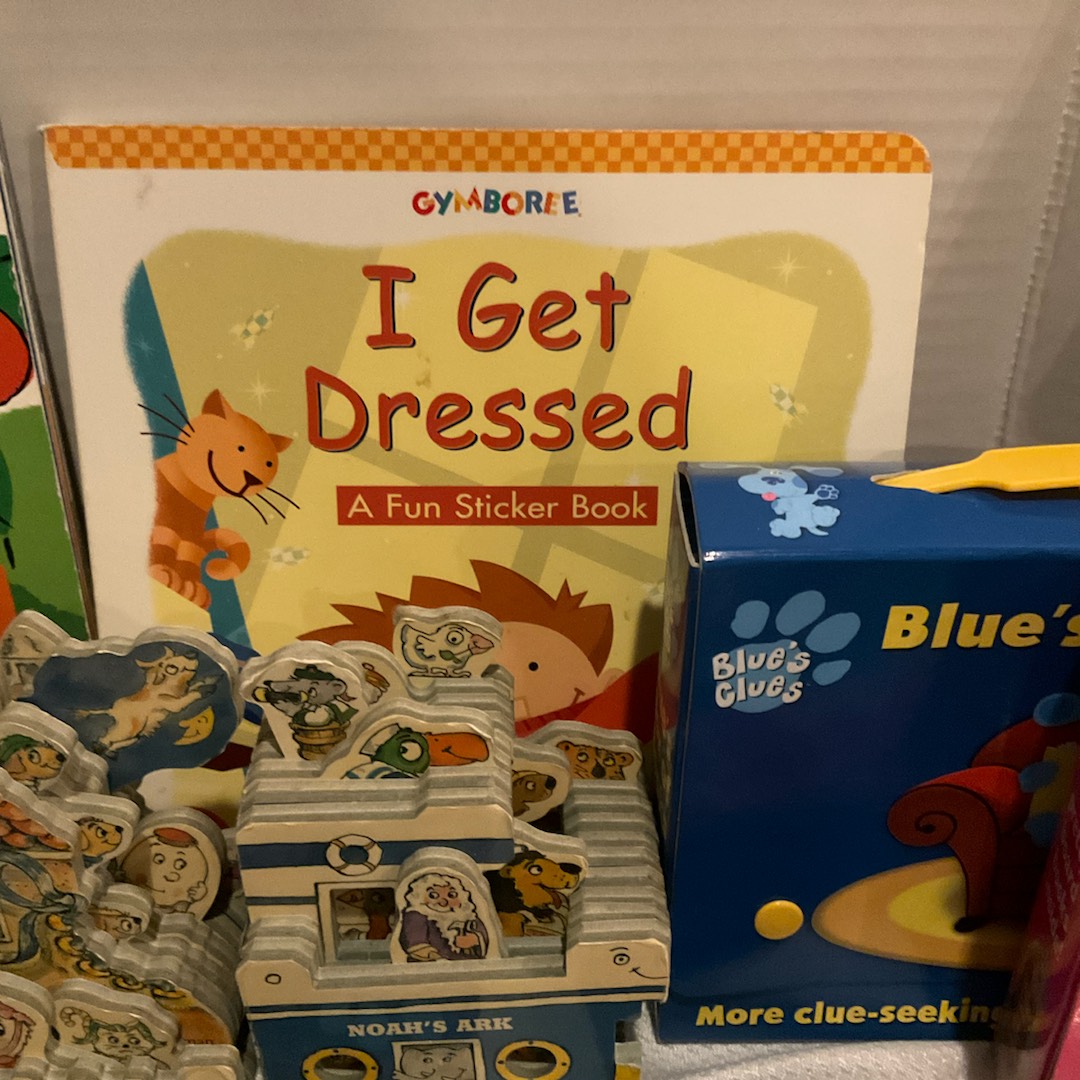 GYMBOREE
I Get
Dressed
A Fun Sticker Book
Blue's
Blue's
Clues
More clue-seeking
NOAH'S ARK